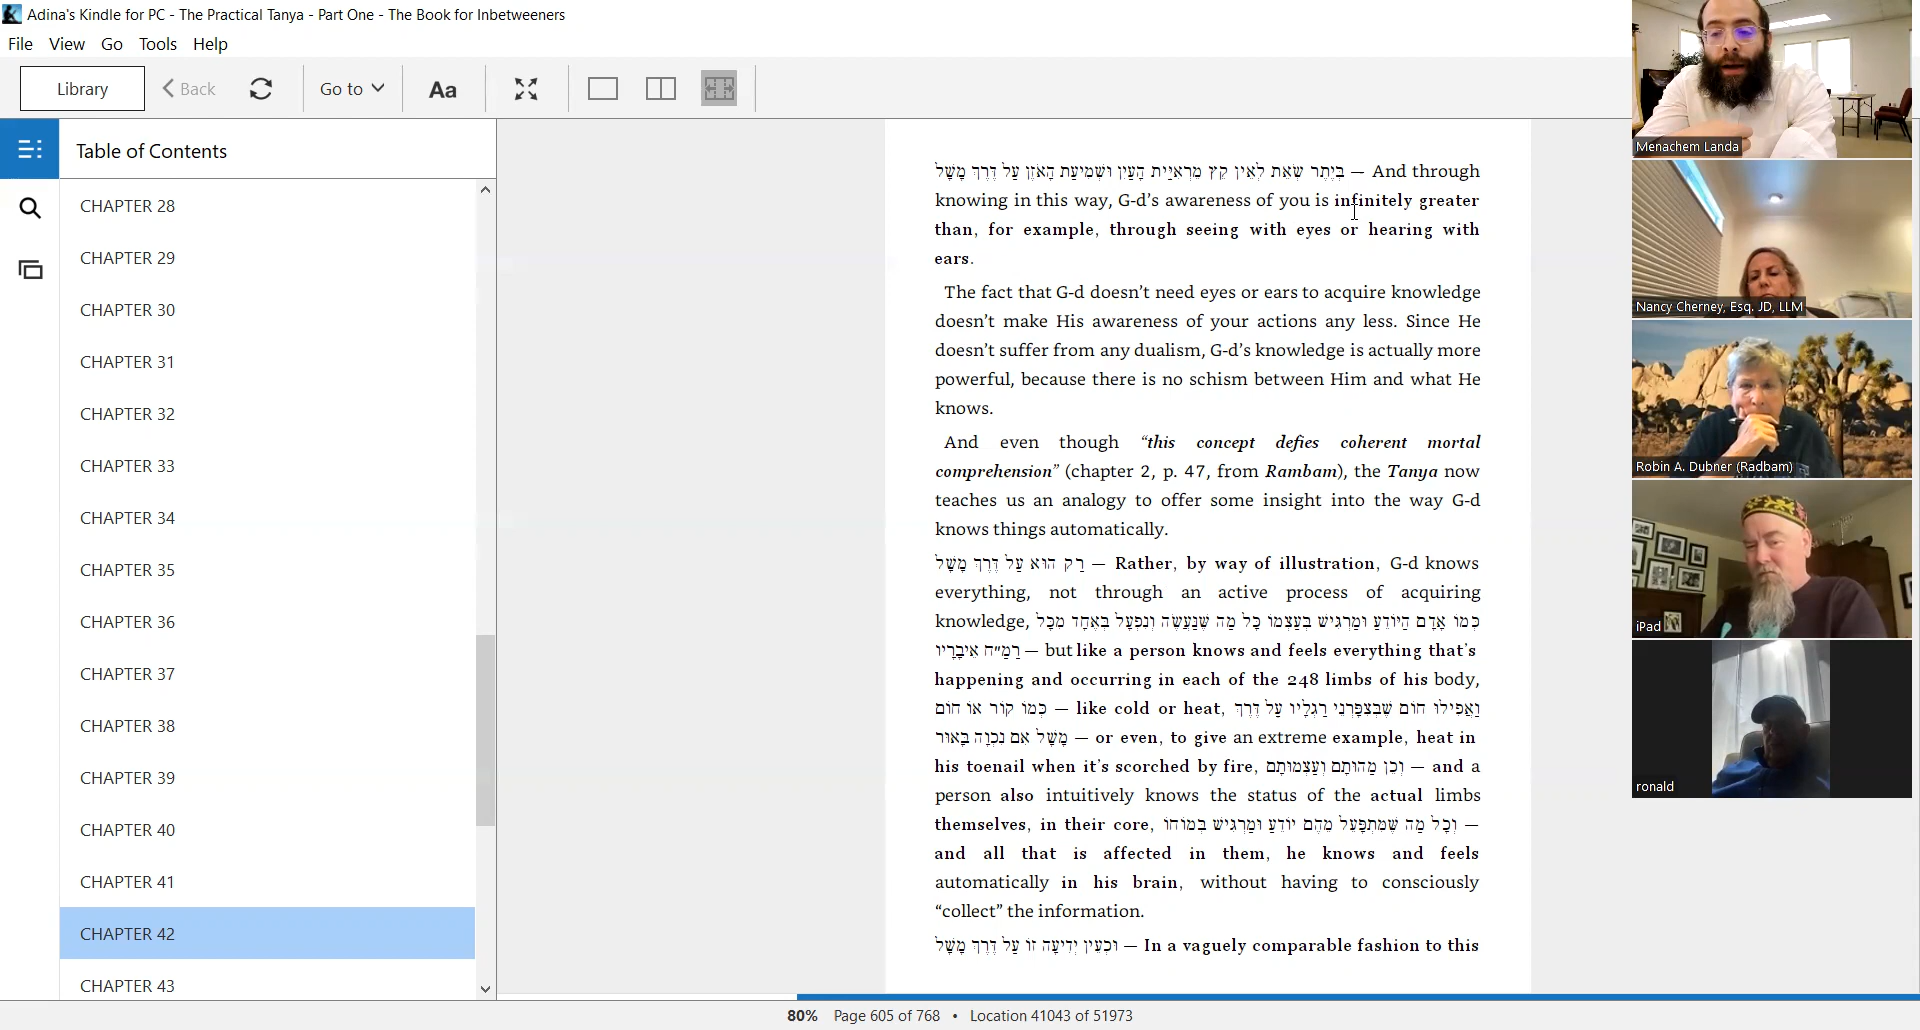 Adina's Kindle for PC - The Practical Tanya - Part One - The Book for Inbetweeners
File View Go Tools Help
Library Back Go to Aa
Table of Contents
CHAPTER 28
CHAPTER 29
CHAPTER 30
CHAPTER 31
CHAPTER 32
CHAPTER 33
CHAPTER 34
CHAPTER 35
CHAPTER 36
CHAPTER 37
CHAPTER 38
CHAPTER 39
CHAPTER 40
CHAPTER 41
CHAPTER 42
CHAPTER 43
בְּיֶתֶר שְׂאֵת לְאֵין קֵץ מֵרְאִיַּית הָעַיִן וּשְׁמִיעַת הָאֹזֶן עַל דֶּרֶךְ מָשָׁל — And through
knowing in this way, G-d’s awareness of you is infinitely greater
than, for example, through seeing with eyes or hearing with
ears.
The fact that G-d doesn’t need eyes or ears to acquire knowledge
doesn’t make His awareness of your actions any less. Since He
doesn’t suffer from any dualism, G-d’s knowledge is actually more
powerful, because there is no schism between Him and what He
knows.
And even though “this concept defies coherent mortal
comprehension” (chapter 2, p. 47, from Rambam), the Tanya now
teaches us an analogy to offer some insight into the way G-d
knows things automatically.
רַק הוּא עַל דֶּרֶךְ מָשָׁל — Rather, by way of illustration, G-d knows
everything, not through an active process of acquiring
knowledge, כְּמוֹ אָדָם הַיּוֹדֵעַ וּמַרְגִּישׁ בְּעַצְמוֹ כָּל מַה שֶּׁנַּעֲשֶׂה וְנִפְעָל בְּאֶחָד מִכָּל
רַמַ״ח אֵיבָרָיו — but like a person knows and feels everything that’s
happening and occurring in each of the 248 limbs of his body,
כְּמוֹ קוֹר אוֹ חוֹם — like cold or heat, וַאֲפִילוּ חוֹם שֶׁבְּצִפָּרְנֵי רַגְלָיו עַל דֶּרֶךְ
מָשָׁל אִם נִכְוָה בָּאוּר — or even, to give an extreme example, heat in
his toenail when it’s scorched by fire, וְכֵן מַהוּתָם וְעַצְמוּתָם — and a
person also intuitively knows the status of the actual limbs
themselves, in their core, וְכָל מַה שֶּׁמִּתְפָּעֵל מֵהֶם יוֹדֵעַ וּמַרְגִּישׁ בְּמוֹחוֹ —
and all that is affected in them, he knows and feels
automatically in his brain, without having to consciously
“collect” the information.
וּכְעֵין יְדִיעָה זוֹ עַל דֶּרֶךְ מָשָׁל — In a vaguely comparable fashion to this
80% Page 605 of 768 • Location 41043 of 51973
Menachem Landa
Nancy Cherney, Esq. JD, LLM
Robin A. Dubner (Radbam)
iPad
ronald